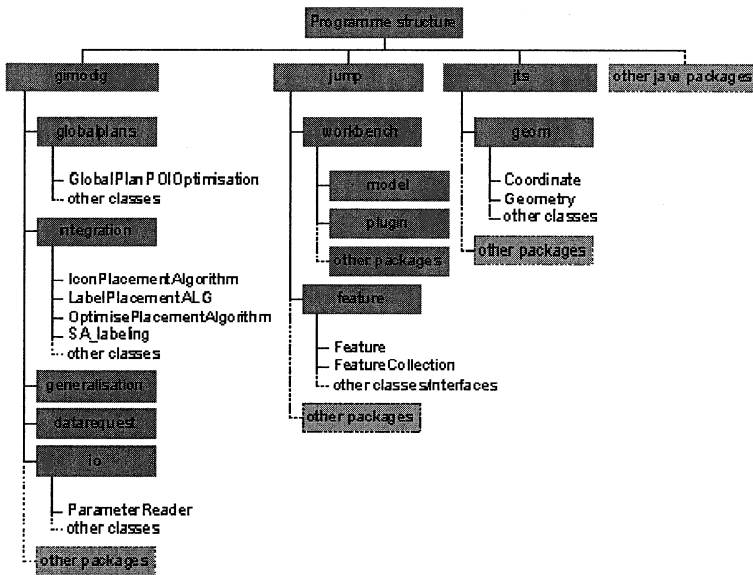 Programme structure
gimodig
globalplans
GlobalPlanPOIOptimisation
other classes
integration
IconPlacementAlgorithm
LabelPlacementALG
OptimisePlacementAlgorithm
SA_labeling
other classes
generalisation
datarequest
io
ParameterReader
other classes
other packages
jump
workbench
model
plugin
other packages
feature
Feature
FeatureCollection
other classes/Interfaces
other packages
jts
geom
Coordinate
Geometry
other classes
other packages
other java packages